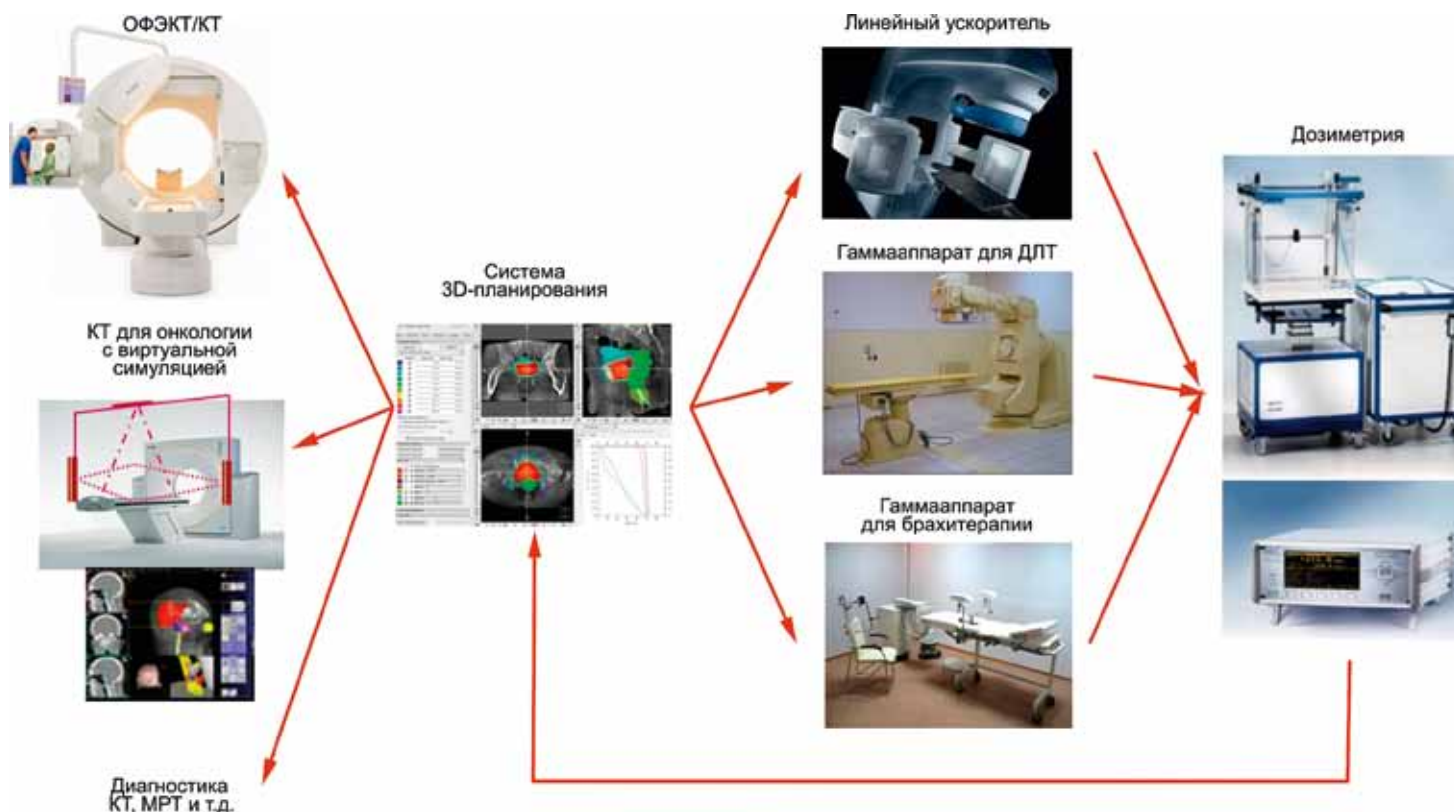 ОФЭКТ/КТ
КТ для онкологии
с виртуальной
симуляцией
Диагностика
КТ, МРТ и т.д.
Система
3D-планирования
Линейный ускоритель
Гаммааппарат для ДЛТ
Гаммааппарат
для брахитерапии
Дозиметрия